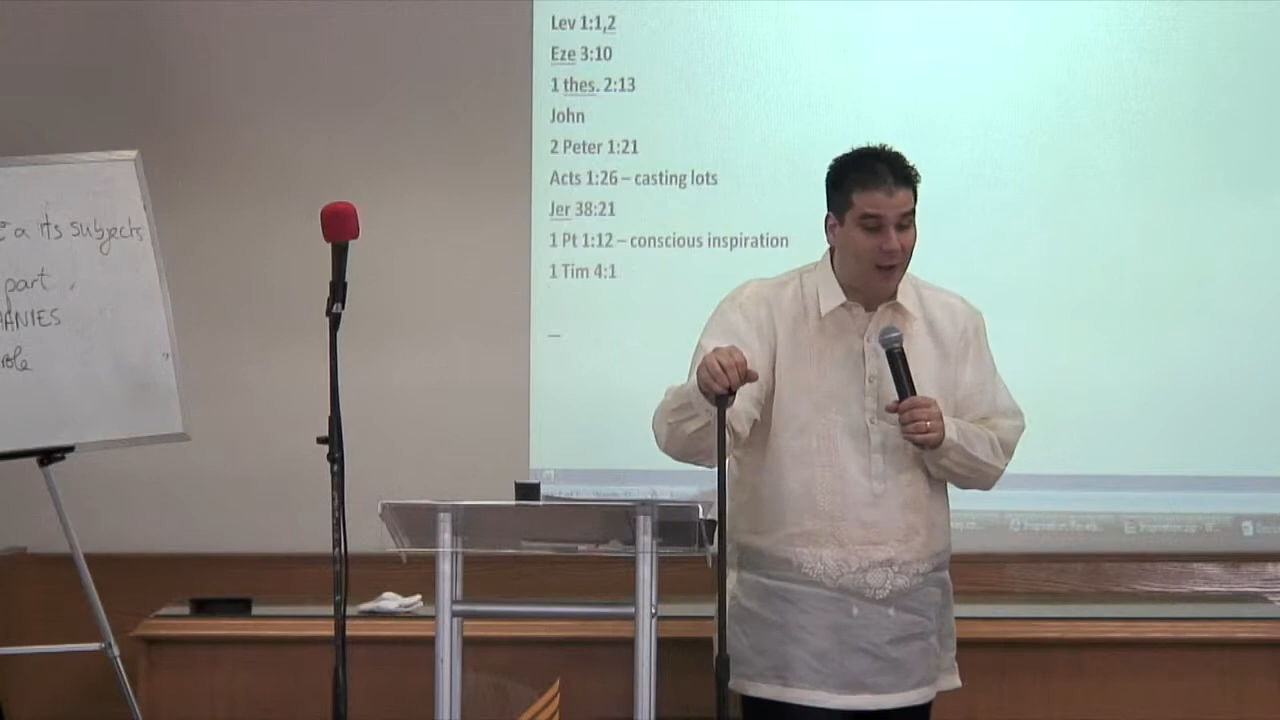 Lev 1:1,2
Eze 3:10
1 thes. 2:13
John
2 Peter 1:21
Acts 1:26 – casting lots
Jer 38:21
1 Pt 1:12 – conscious inspiration
1 Tim 4:1
a its subjects
part
role